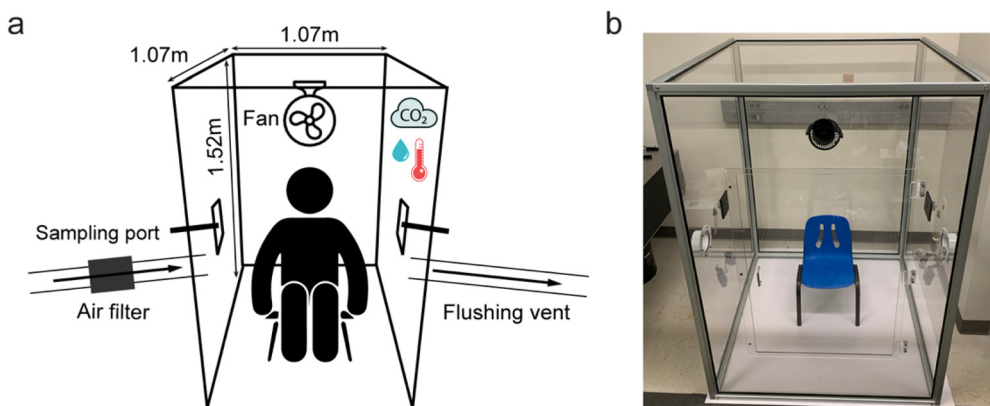 a
b
1.07m
1.07m
Fan
CO₂
1.52m
Sampling port
Air filter
Flushing vent